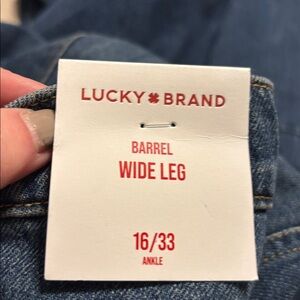 LUCKY BRAND
BARREL
WIDE LEG
16/33
ANKLE